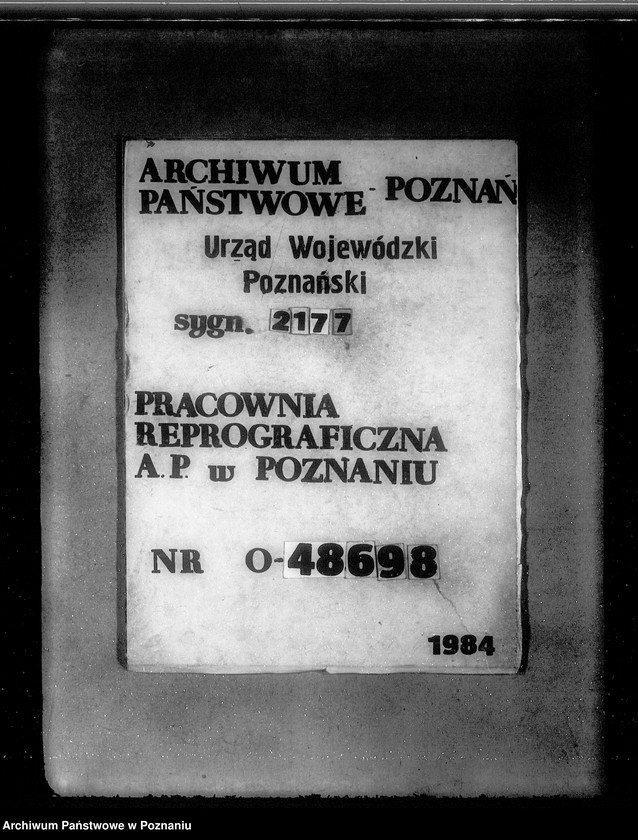 ARCHIWUM
PAŃSTWOWE - POZNAŃ
Urząd Wojewódzki
Poznański
sygn. 2177
PRACOWNIA
REPROGRAFICZNA
A.P. w POZNANIU
NR O-48698
1984
Archiwum Państwowe w Poznaniu